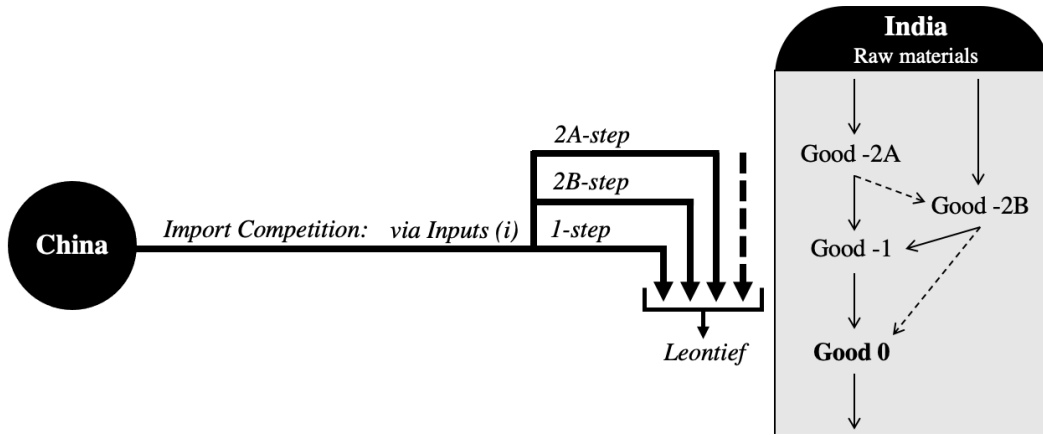 India
Raw materials
2A-step
Good -2A
2B-step
Good -2B
China
Import Competition: via Inputs (i)
1-step
Good -1
Leontief
Good 0